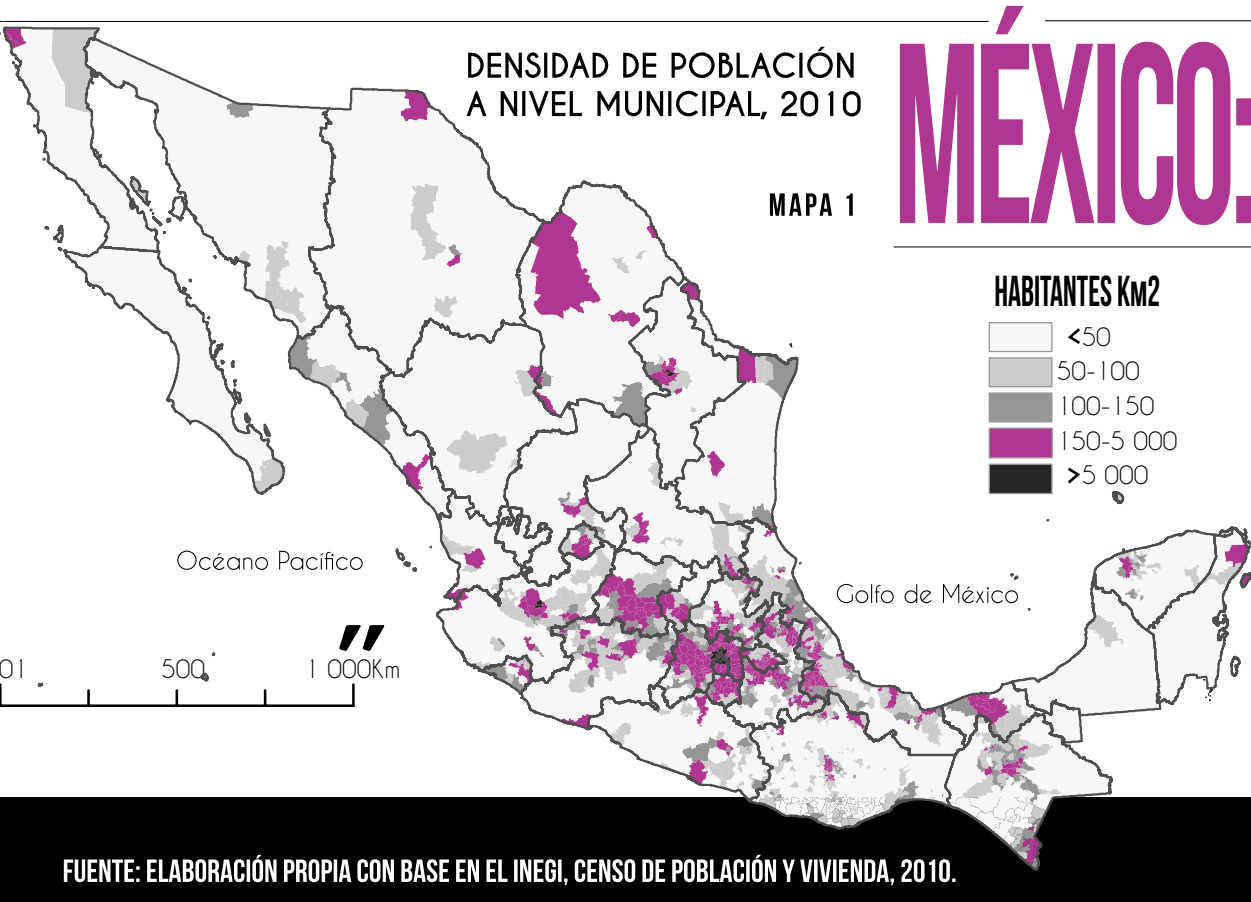 DENSIDAD DE POBLACIÓN
A NIVEL MUNICIPAL, 2010
MÉXICO:
MAPA 1
HABITANTES KM2
<50
50-100
100-150
150-5 000
>5 000
Océano Pacífico
Golfo de México
01
500
1 000Km
FUENTE: ELABORACIÓN PROPIA CON BASE EN EL INEGI, CENSO DE POBLACIÓN Y VIVIENDA, 2010.